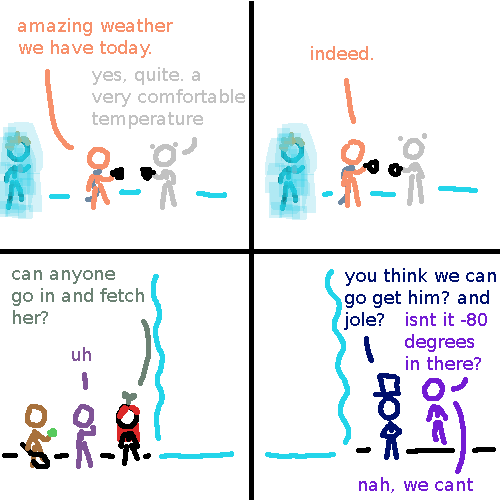 amazing weather
we have today.
yes, quite. a
very comfortable
temperature
indeed.
can anyone
go in and fetch
her?
uh
you think we can
go get him? and
jole?
isnt it -80
degrees
in there?
nah, we cant